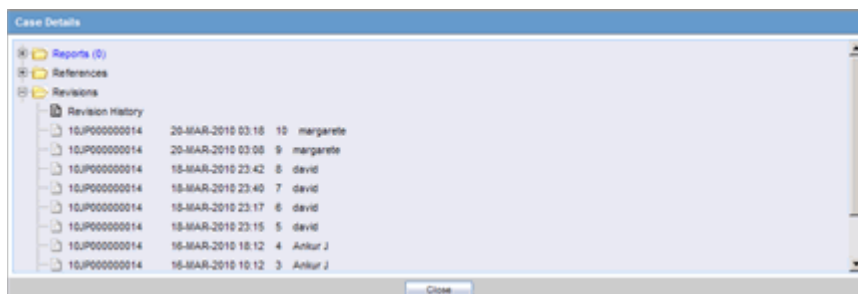 Case Details
Reports (0)
References
Revisions
Revision History
10JP000000014 20-MAR-2010 03:18 10 margarete
10JP000000014 20-MAR-2010 03:08 9 margarete
10JP000000014 18-MAR-2010 23:42 8 david
10JP000000014 18-MAR-2010 23:40 7 david
10JP000000014 18-MAR-2010 23:17 6 david
10JP000000014 18-MAR-2010 23:15 5 david
10JP000000014 16-MAR-2010 18:12 4 Ankur J
10JP000000014 16-MAR-2010 10:12 3 Ankur J
Close